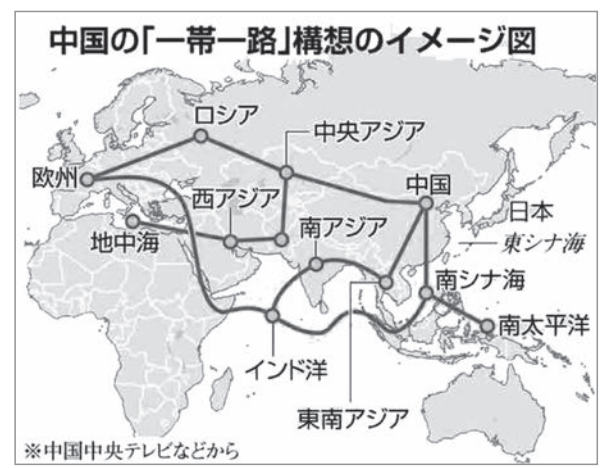 中国の「一帯一路」構想のイメージ図
ロシア
中央アジア
欧州
西アジア
中国
日本
地中海
南アジア
東シナ海
南シナ海
南太平洋
インド洋
東南アジア
※中国中央テレビなどから